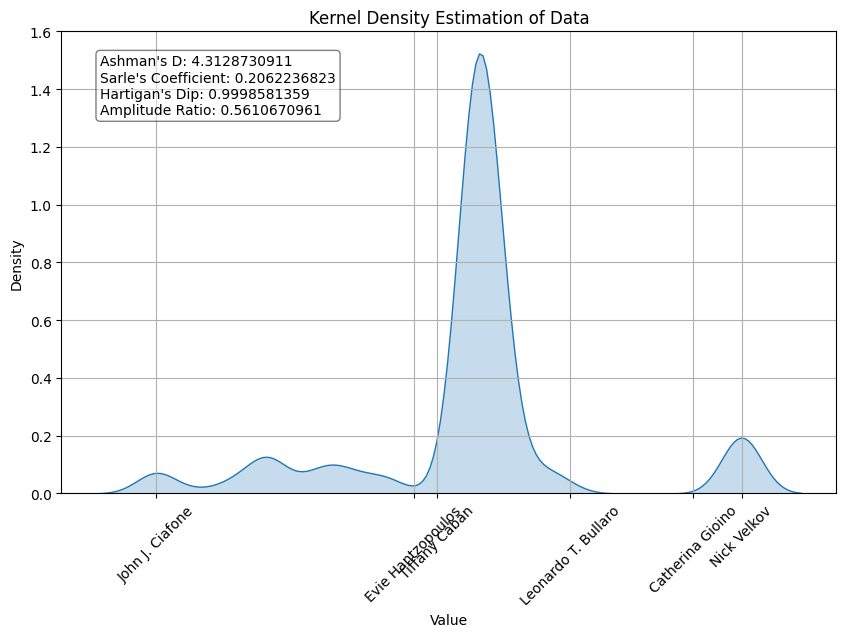 Kernel Density Estimation of Data
Ashman's D: 4.3128730911
Sarle's Coefficient: 0.2062236823
Hartigan's Dip: 0.9998581359
Amplitude Ratio: 0.5610670961
1.6
1.4
1.2
1.0
0.8
0.6
0.4
0.2
0.0
Density
John J. Ciafone
Evie Hantzopoulos
Tiffany Cabán
Leonardo T. Bullaro
Catherina Gioino
Nick Velkov
Value